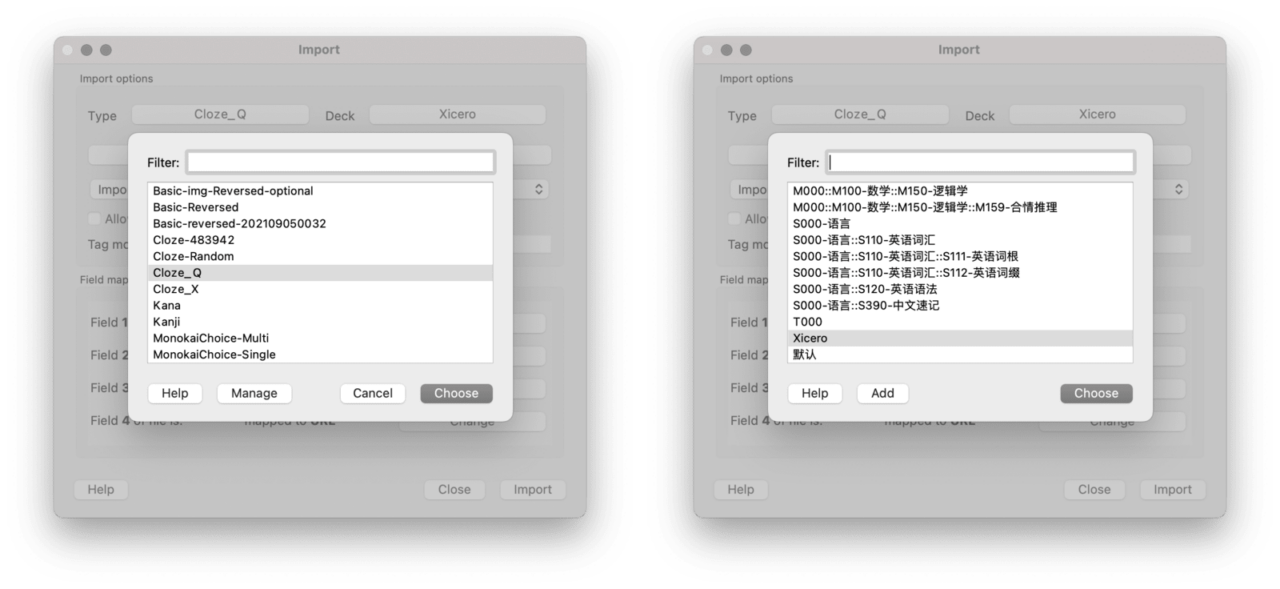 Import
Import options
Type Cloze_Q Deck Xicero
Filter:
Impo
Allo
Tag mo
Field map
Basic-img-Reversed-optional
Basic-Reversed
Basic-reversed-202109050032
Cloze-483942
Cloze-Random
Cloze_Q
Cloze_X
Kana
Kanji
MonokaiChoice-Multi
MonokaiChoice-Single
Field 1
Field 2
Field 3
Help Manage Cancel Choose
Field 4 of file is: mapped to URL Change
Help Close Import
Import
Import options
Type Cloze_Q Deck Xicero
Filter:
Impo
Allo
Tag mo
Field map
M000::M100-数学::M150-逻辑学
M000::M100-数学::M150-逻辑学::M159-合情推理
S000-语言
S000-语言::S110-英语词汇
S000-语言::S110-英语词汇::S111-英语词根
S000-语言::S110-英语词汇::S112-英语词缀
S000-语言::S120-英语语法
S000-语言::S390-中文速记
T000
Xicero
默认
Field 1
Field 2
Field 3
Help Add Choose
Field 4 of file is: mapped to URL Change
Help Close Import